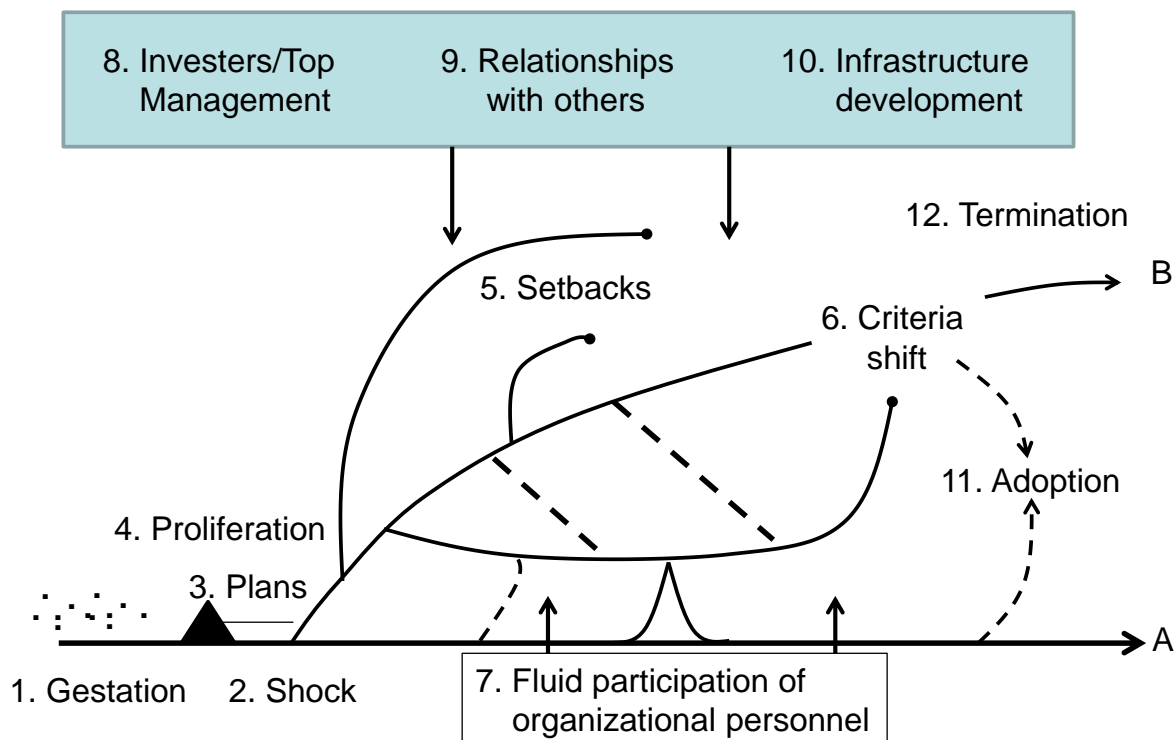 8. Investers/Top
Management
9. Relationships
with others
10. Infrastructure
development
12. Termination
B
5. Setbacks
6. Criteria
shift
11. Adoption
4. Proliferation
3. Plans
A
1. Gestation
2. Shock
7. Fluid participation of
organizational personnel